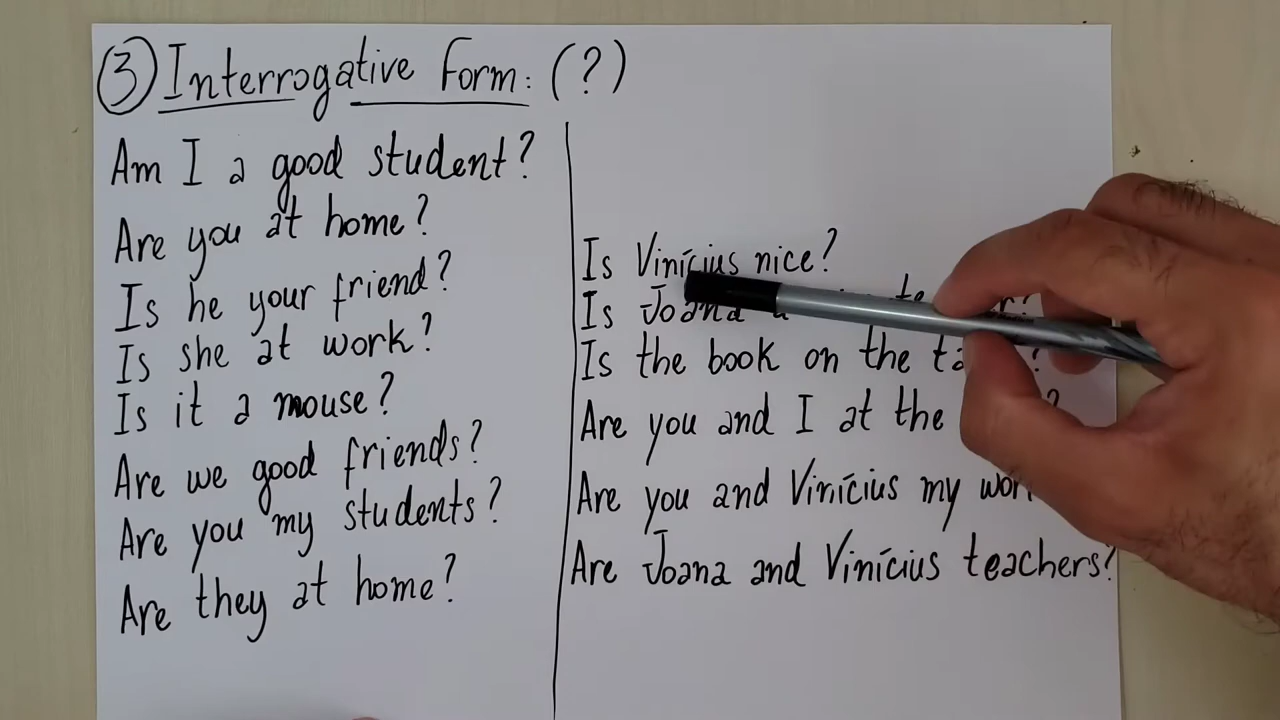 ③ Interrogative Form: (?)
Am I a good student?
Are you at home?
Is he your friend?
Is she at work?
Is it a mouse?
Are we good friends?
Are you my students?
Are they at home?
Is Vinícius nice?
Is Joana
Is the book on the
Are you and I at the
Are you and Vinícius my
Are Joana and Vinícius teachers?